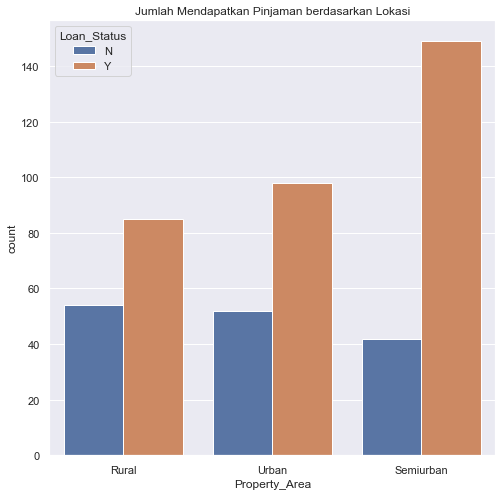 Jumlah Mendapatkan Pinjaman berdasarkan Lokasi
Loan_Status
N
Y
140
120
100
80
60
40
20
0
count
Rural Urban Semiurban
Property_Area